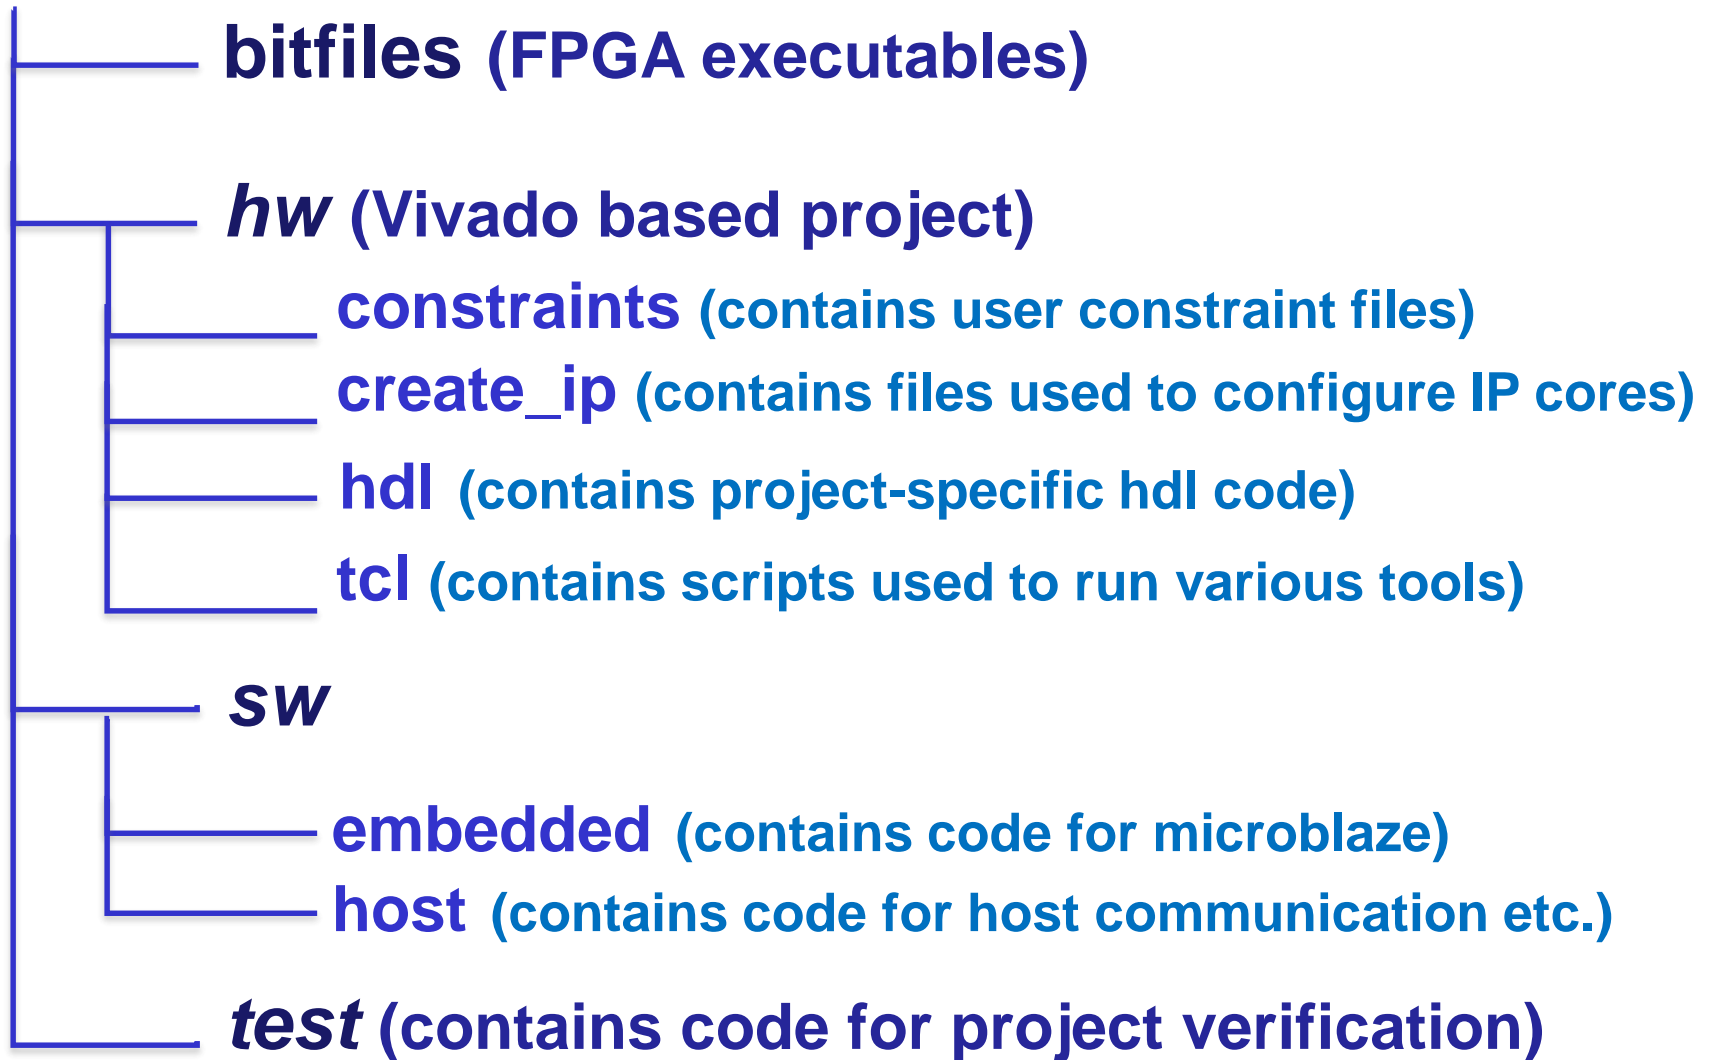 bitfiles (FPGA executables)
hw (Vivado based project)
constraints (contains user constraint files)
create_ip (contains files used to configure IP cores)
hdl (contains project-specific hdl code)
tcl (contains scripts used to run various tools)
sw
embedded (contains code for microblaze)
host (contains code for host communication etc.)
test (contains code for project verification)